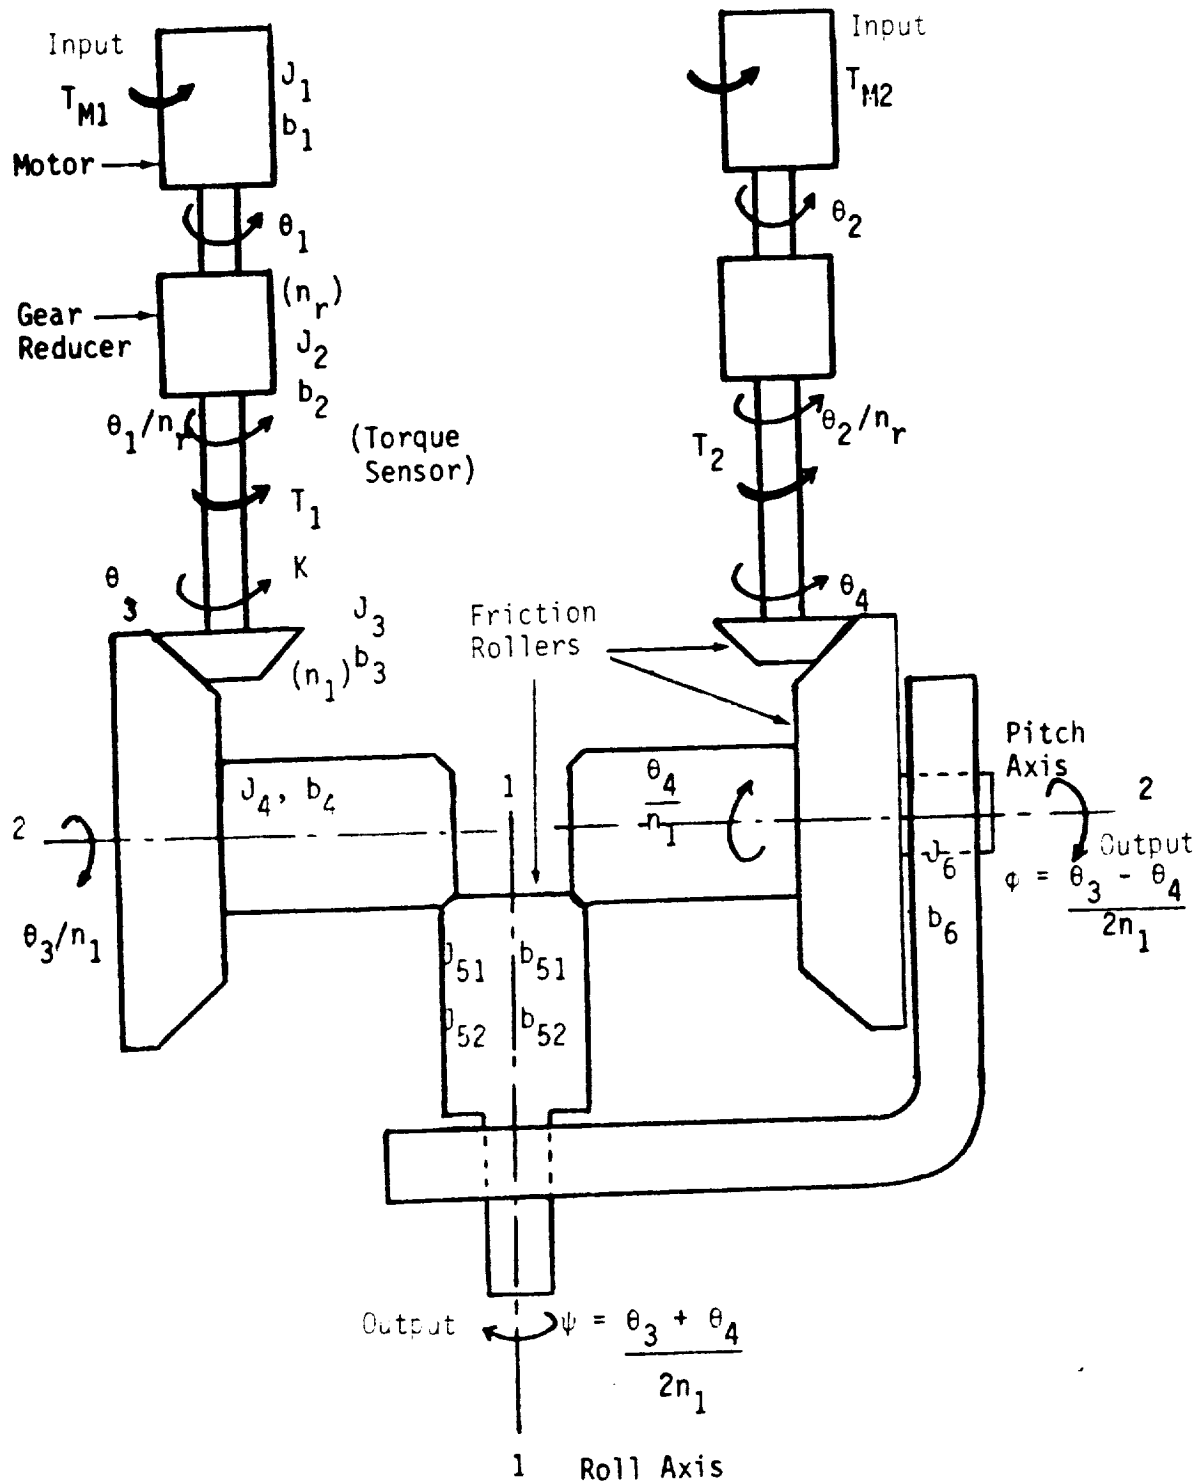 Input
T_M1
J_1
b_1
Motor
θ_1
(n_r)
Gear
Reducer
J_2
b_2
θ_1/n_r
(Torque
Sensor)
T_1
K
θ_3
J_3
(n_1) b_3
Input
T_M2
θ_2
θ_2/n_r
T_2
θ_4
Friction
Rollers
Pitch
Axis
J_4, b_4
1
θ_4
n_1
2
2
Output
ϕ = θ_3 - θ_4
2n_1
J_6
b_6
θ_3/n_1
J_51 b_51
J_52 b_52
Output
ψ = θ_3 + θ_4
2n_1
1 Roll Axis